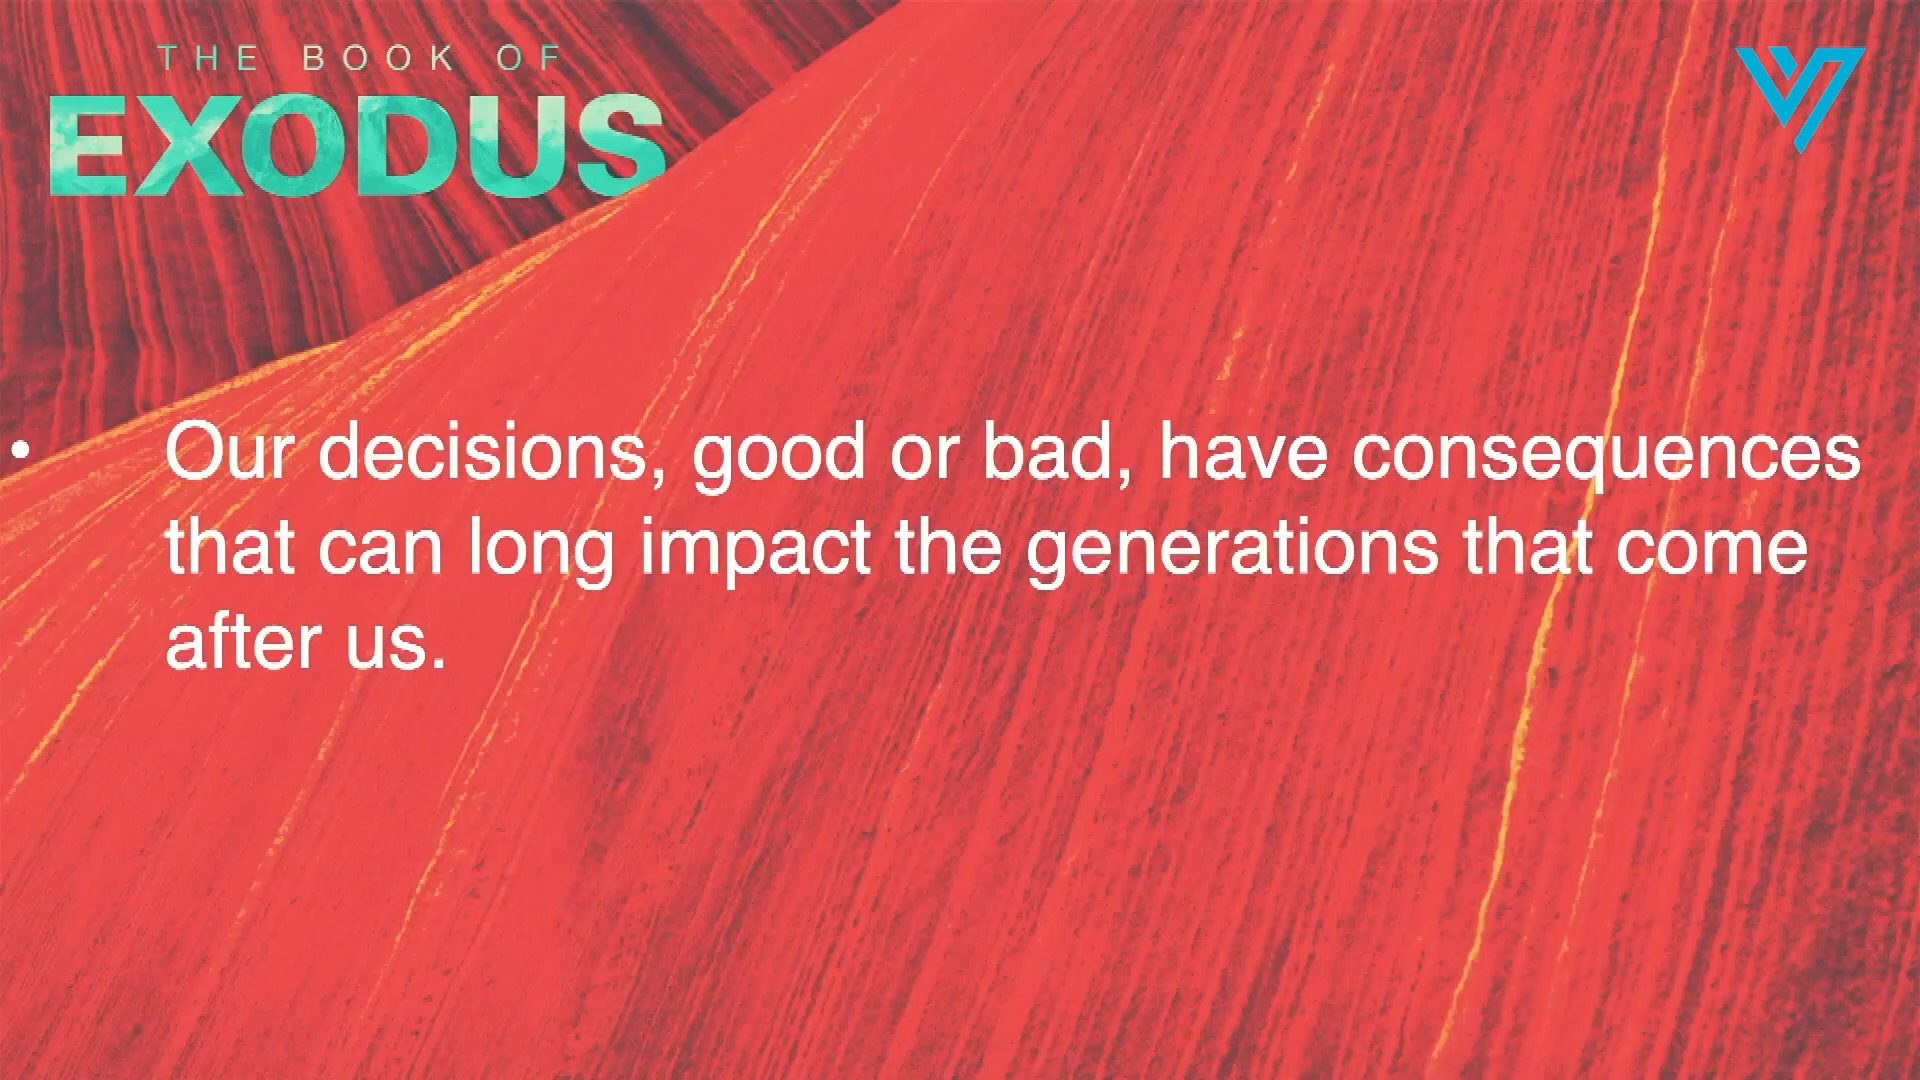 THE BOOK OF
EXODUS
• Our decisions, good or bad, have consequences
that can long impact the generations that come
after us.